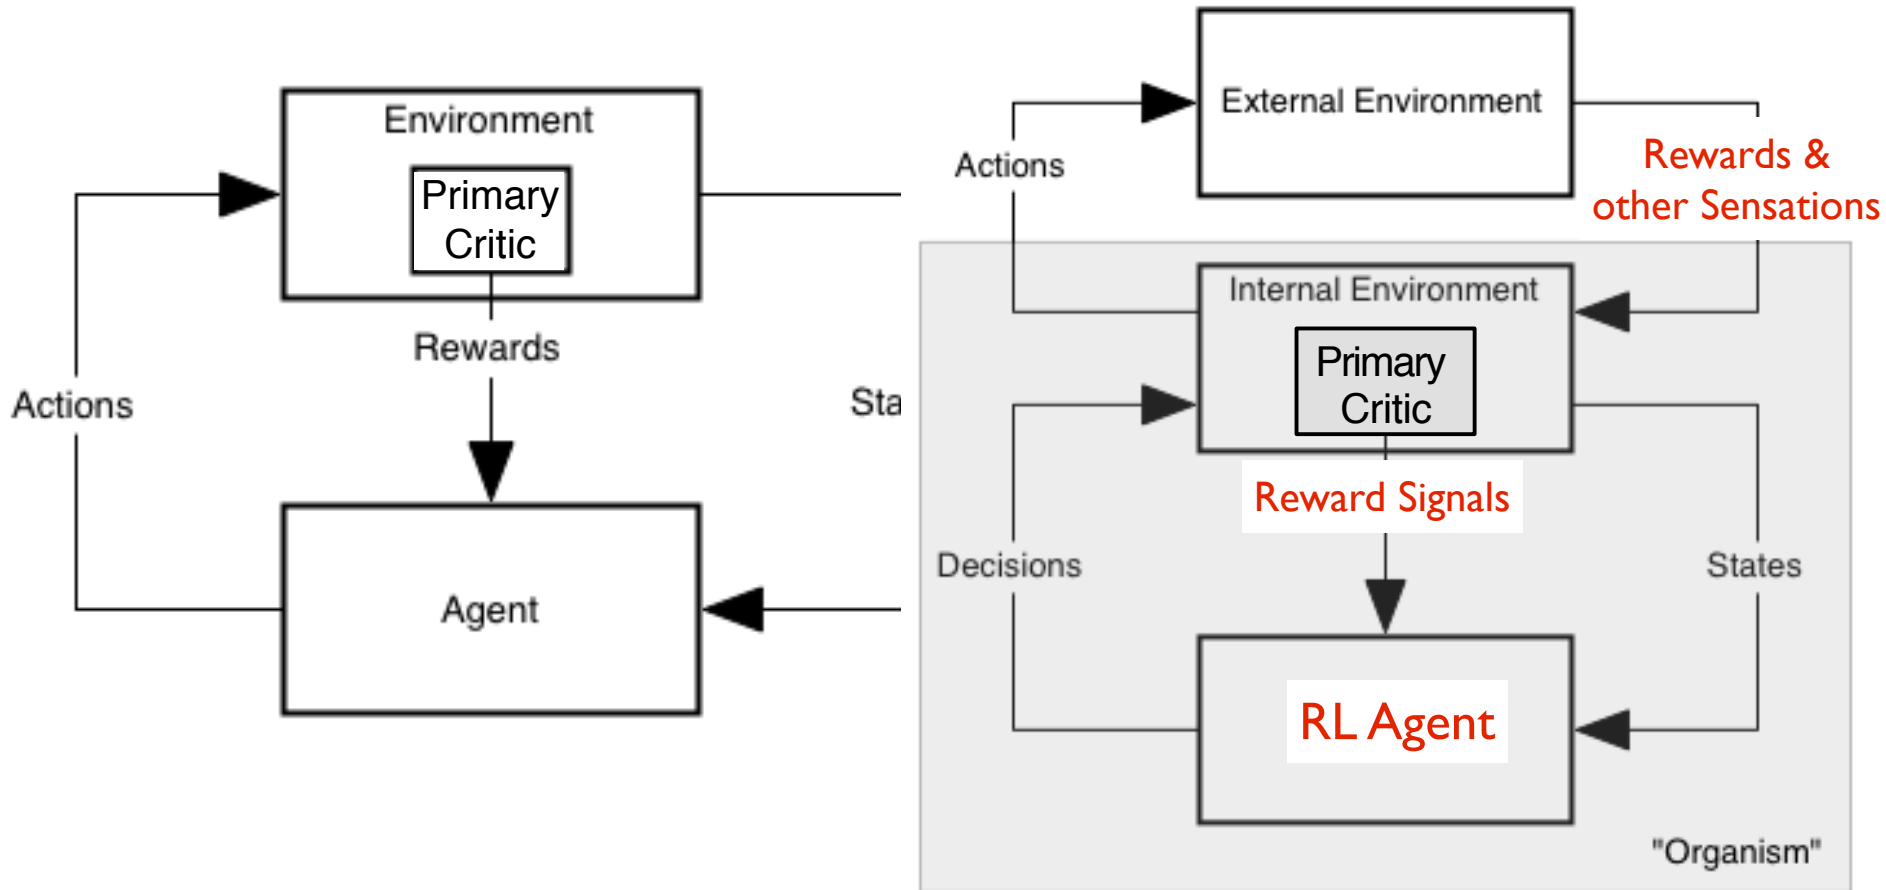 Environment
Primary
Critic
Rewards
Actions
Sta
Agent
External Environment
Actions
Rewards &
other Sensations
Internal Environment
Primary
Critic
Reward Signals
Decisions
States
RL Agent
"Organism"